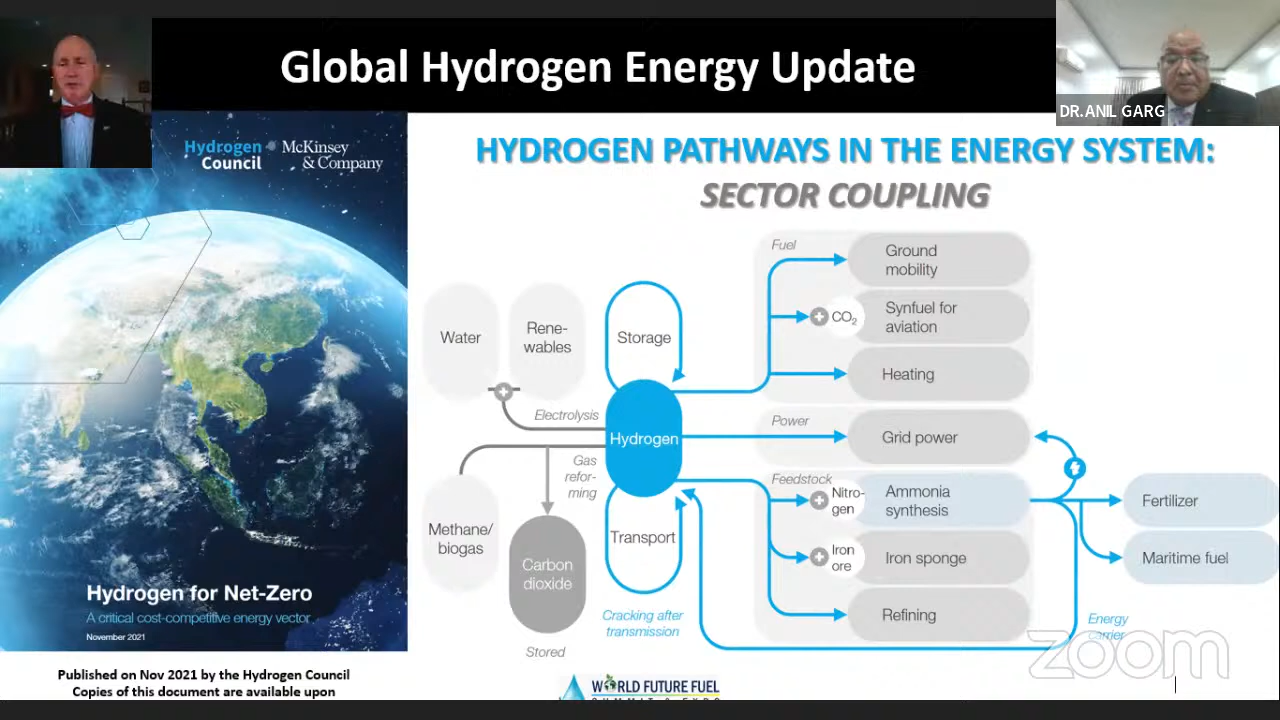 Global Hydrogen Energy Update
DR.ANIL GARG
Hydrogen
Council
McKinsey
& Company
HYDROGEN PATHWAYS IN THE ENERGY SYSTEM:
SECTOR COUPLING
Fuel
Ground
mobility
CO₂
Synfuel for
aviation
Heating
Water
Rene-
wables
Storage
Electrolysis
Hydrogen
Power
Grid power
Gas
refor-
ming
Feedstock
Nitro-
gen
Ammonia
synthesis
Fertilizer
Methane/
biogas
Carbon
dioxide
Transport
Iron
ore
Iron sponge
Maritime fuel
Refining
Cracking after
transmission
Energy
carrier
Stored
Hydrogen for Net-Zero
A critical cost-competitive energy vector
November 2021
Published on Nov 2021 by the Hydrogen Council
Copies of this document are available upon
WORLD FUTURE FUEL
zoom